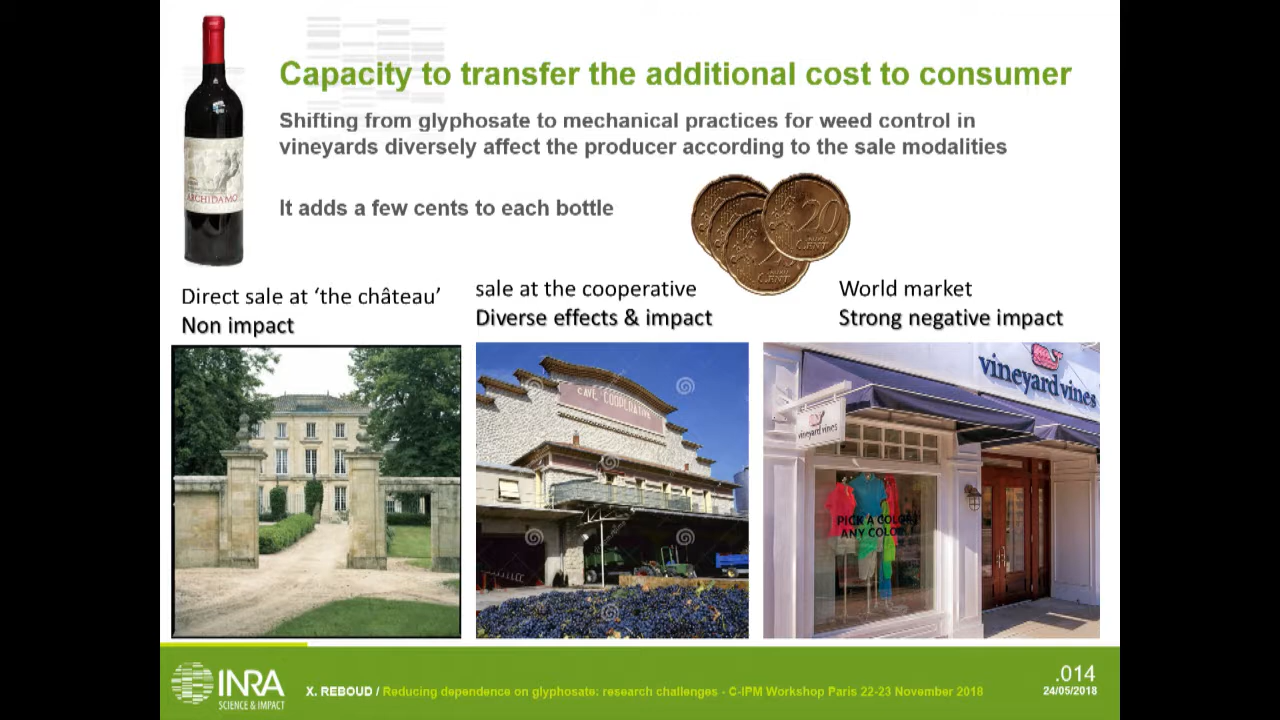 Capacity to transfer the additional cost to consumer
Shifting from glyphosate to mechanical practices for weed control in
vineyards diversely affect the producer according to the sale modalities
It adds a few cents to each bottle
ARCHIDAMO
20
CENT
Direct sale at ‘the château’
Non impact
sale at the cooperative
Diverse effects & impact
World market
Strong negative impact
CAVE COOPERATIVE
vineyard vines
vineyard vines
PICK A COLOR
ANY COLOR
INRA
SCIENCE & IMPACT
X. REBOUD / Reducing dependence on glyphosate: research challenges - C-IPM Workshop Paris 22-23 November 2018
.014
24/05/2018